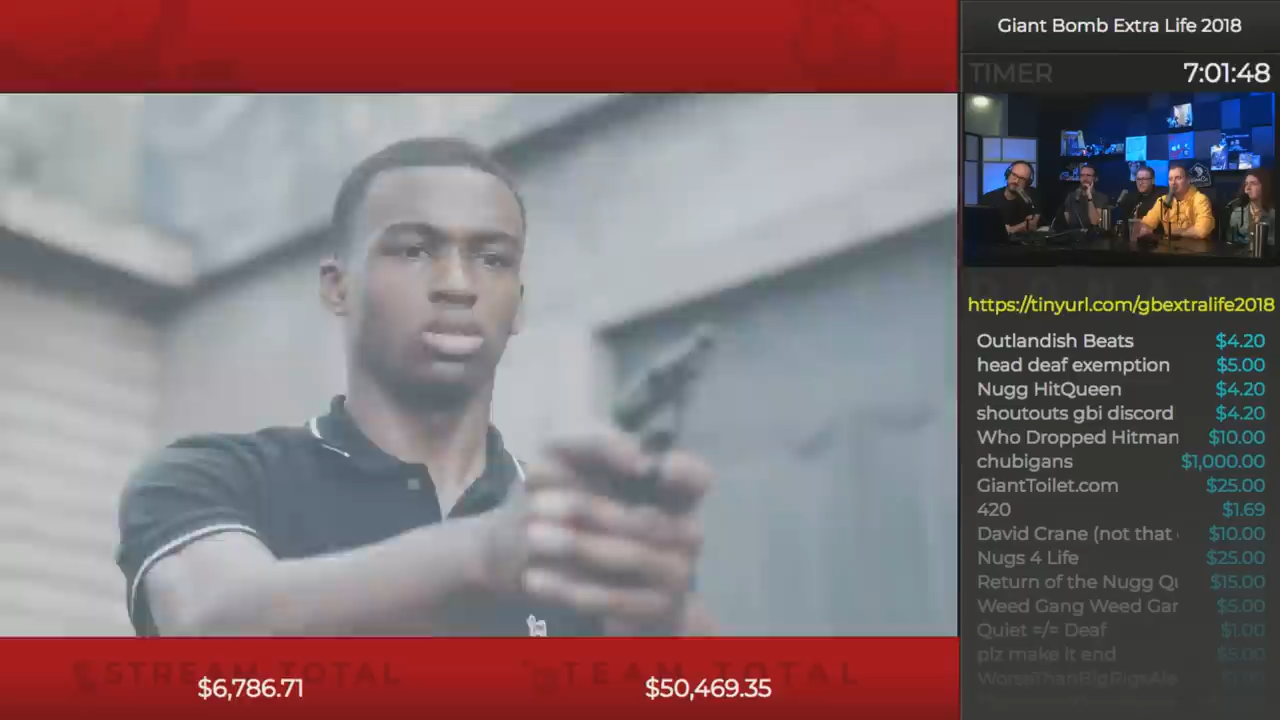 Giant Bomb Extra Life 2018
TIMER
7:01:48
https://tinyurl.com/gbextralife2018
Outlandish Beats $4.20
head deaf exemption $5.00
Nugg HitQueen $4.20
shoutouts gbi discord $4.20
Who Dropped Hitman $10.00
chubigans $1,000.00
GiantToilet.com $25.00
420 $1.69
David Crane (not that $10.00
Nugs 4 Life $25.00
Return of the Nugg Qu $15.00
Weed Gang Weed Gar $5.00
Quiet =/= Deaf $1.00
plz make it end $5.00
WorseThanBigRigsAle
STREAM TOTAL
$6,786.71
TEAM TOTAL
$50,469.35